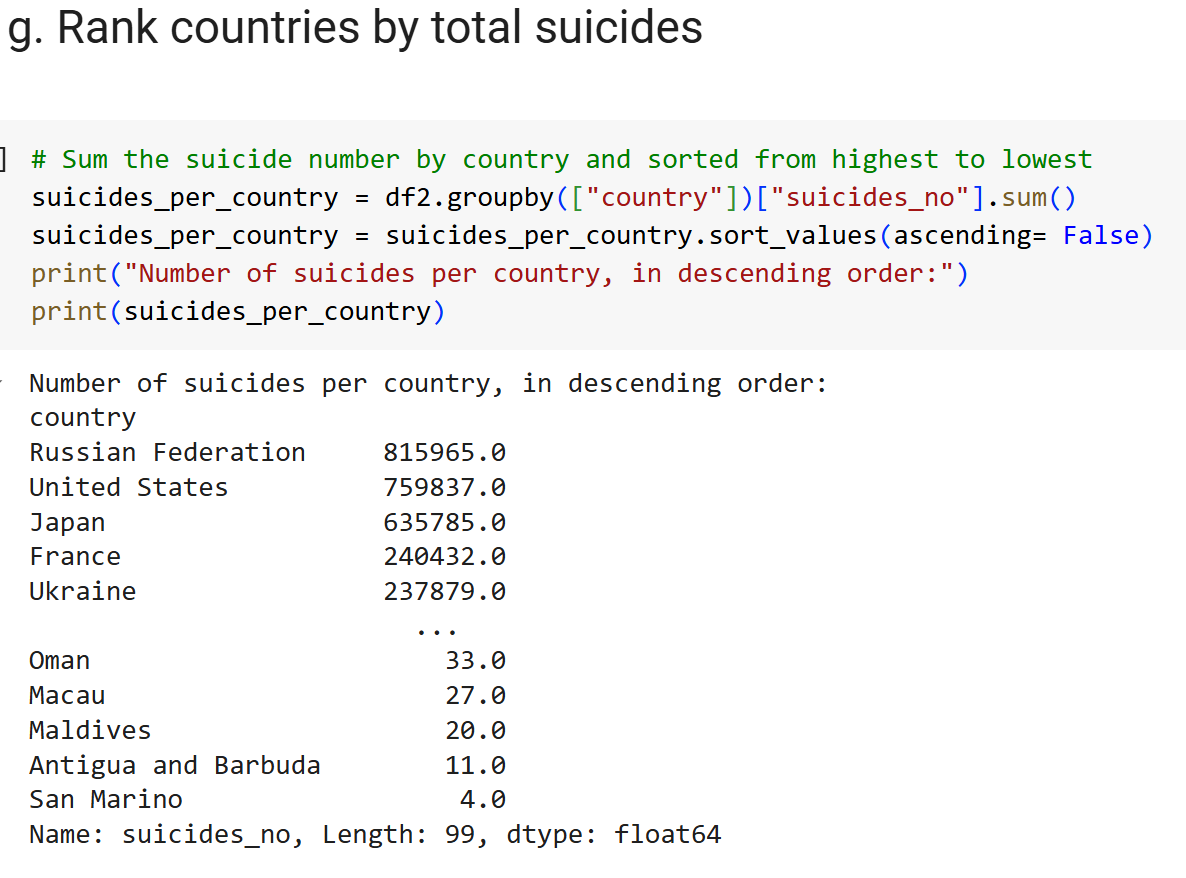 g. Rank countries by total suicides
] # Sum the suicide number by country and sorted from highest to lowest
suicides_per_country = df2.groupby(["country"])["suicides_no"].sum()
suicides_per_country = suicides_per_country.sort_values(ascending= False)
print("Number of suicides per country, in descending order:")
print(suicides_per_country)
Number of suicides per country, in descending order:
country
Russian Federation     815965.0
United States          759837.0
Japan                  635785.0
France                 240432.0
Ukraine                237879.0
...
Oman                       33.0
Macau                      27.0
Maldives                   20.0
Antigua and Barbuda        11.0
San Marino                  4.0
Name: suicides_no, Length: 99, dtype: float64